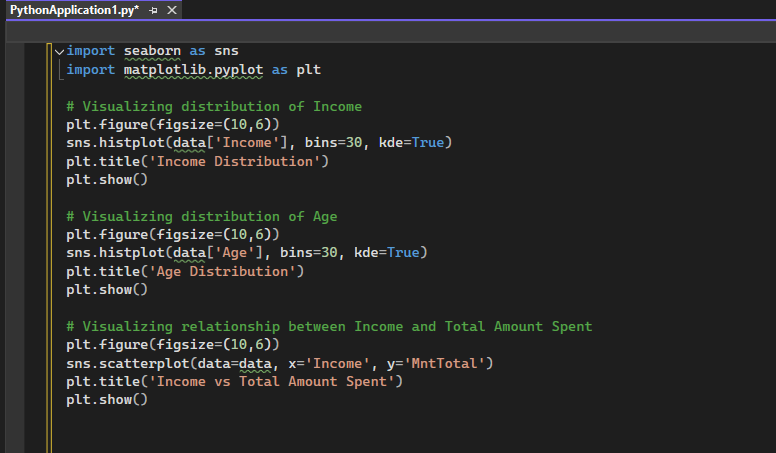 PythonApplication1.py*
import seaborn as sns
import matplotlib.pyplot as plt
# Visualizing distribution of Income
plt.figure(figsize=(10,6))
sns.histplot(data['Income'], bins=30, kde=True)
plt.title('Income Distribution')
plt.show()
# Visualizing distribution of Age
plt.figure(figsize=(10,6))
sns.histplot(data['Age'], bins=30, kde=True)
plt.title('Age Distribution')
plt.show()
# Visualizing relationship between Income and Total Amount Spent
plt.figure(figsize=(10,6))
sns.scatterplot(data=data, x='Income', y='MntTotal')
plt.title('Income vs Total Amount Spent')
plt.show()